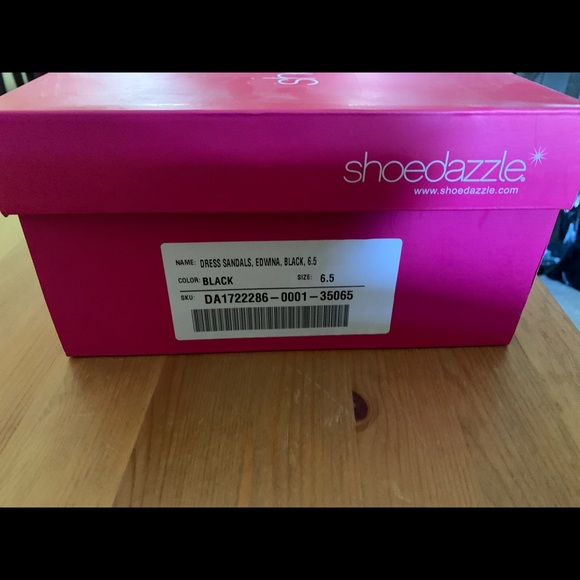 sh
shoedazzle
www.shoedazzle.com
NAME: DRESS SANDALS, EDWINA, BLACK, 6.5
COLOR: BLACK SIZE: 6.5
SKU: DA1722286-0001-35065